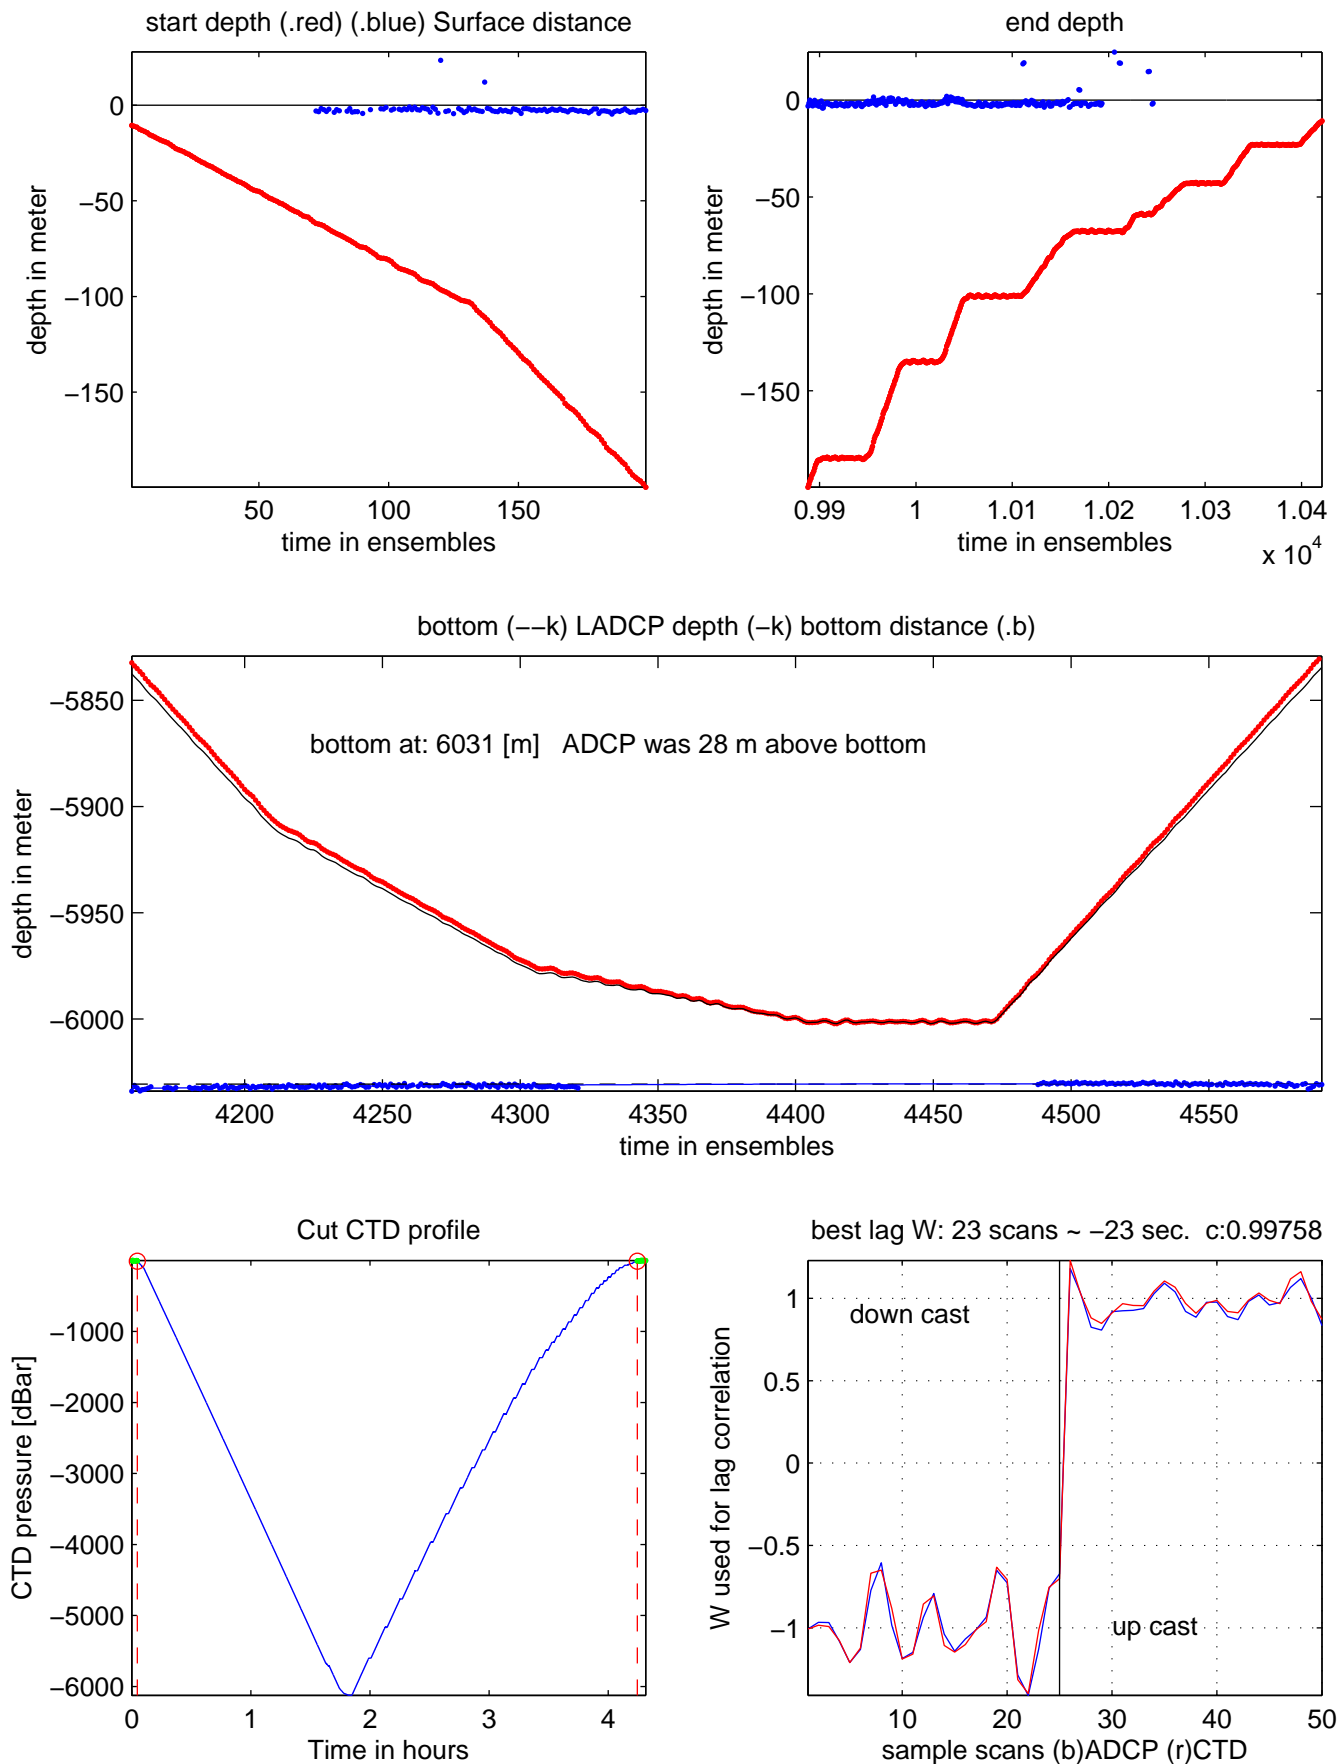 start depth (.red) (.blue) Surface distance
0
−50
−100
−150
depth in meter
50
100
150
time in ensembles
end depth
0
−50
−100
−150
depth in meter
0.99
1
1.01
1.02
1.03
1.04
time in ensembles
x 10^4
bottom (−−k) LADCP depth (−k) bottom distance (.b)
bottom at: 6031 [m] ADCP was 28 m above bottom
−5850
−5900
−5950
−6000
depth in meter
4200
4250
4300
4350
4400
4450
4500
4550
time in ensembles
Cut CTD profile
−1000
−2000
−3000
−4000
−5000
−6000
CTD pressure [dBar]
0
1
2
3
4
Time in hours
best lag W: 23 scans ~ −23 sec. c:0.99758
down cast
up cast
1
0.5
0
−0.5
−1
W used for lag correlation
10
20
30
40
50
sample scans (b)ADCP (r)CTD